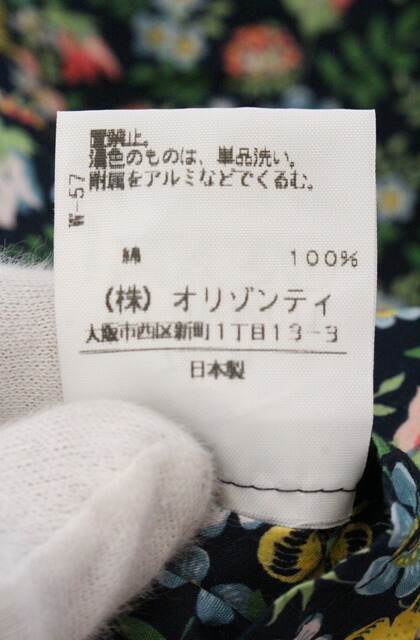 置禁止。
濃色のものは、単品洗い。
附属をアルミなどでくるむ。
W-57
綿 100%
(株) オリゾンティ
大阪市西区新町1丁目13-3
日本製